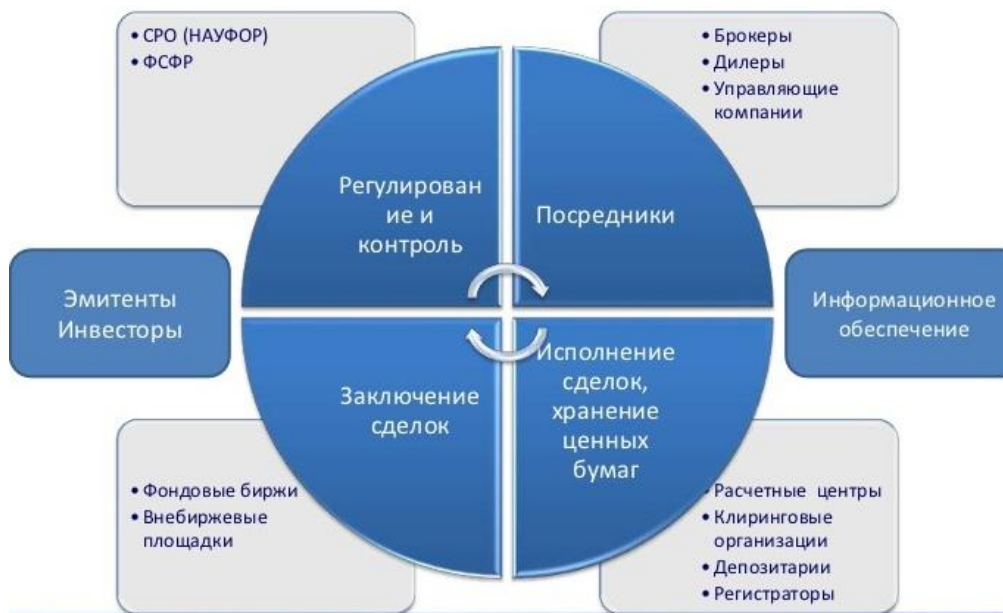 • СРО (НАУФОР)
• ФСФР
• Брокеры
• Дилеры
• Управляющие
компании
Регулирован
ие и
контроль
Посредники
Эмитенты
Инвесторы
Информационное
обеспечение
Заключение
сделок
Исполнение
сделок,
хранение
ценных
бумаг
• Фондовые биржи
• Внебиржевые
площадки
• Расчетные центры
• Клиринговые
организации
• Депозитарии
• Регистраторы